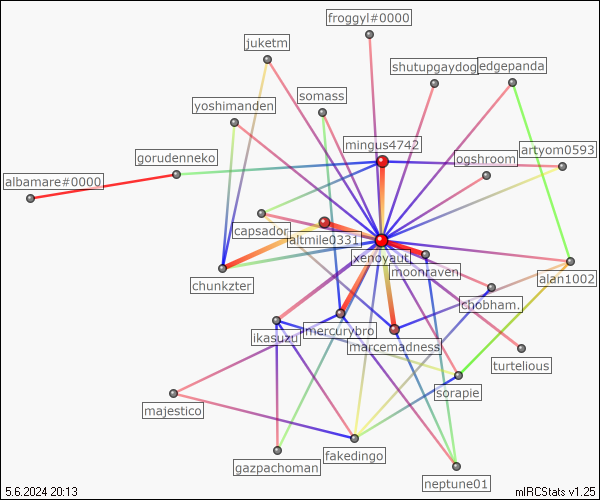 froggyl#0000
juketm
shutupgaydog
edgepanda
somass
yoshimanden
mingus4742
artyom0593
gorudenneko
ogshroom
albamare#0000
capsador
altmile0331
xenoyaut
moonraven
alan1002
chunkzter
chobham.
ikasuzu
mercurybro
marcemadness
turtelious
sorapie
majestico
fakedingo
gazpachoman
neptune01
5.6.2024 20:13
mIRCStats v1.25